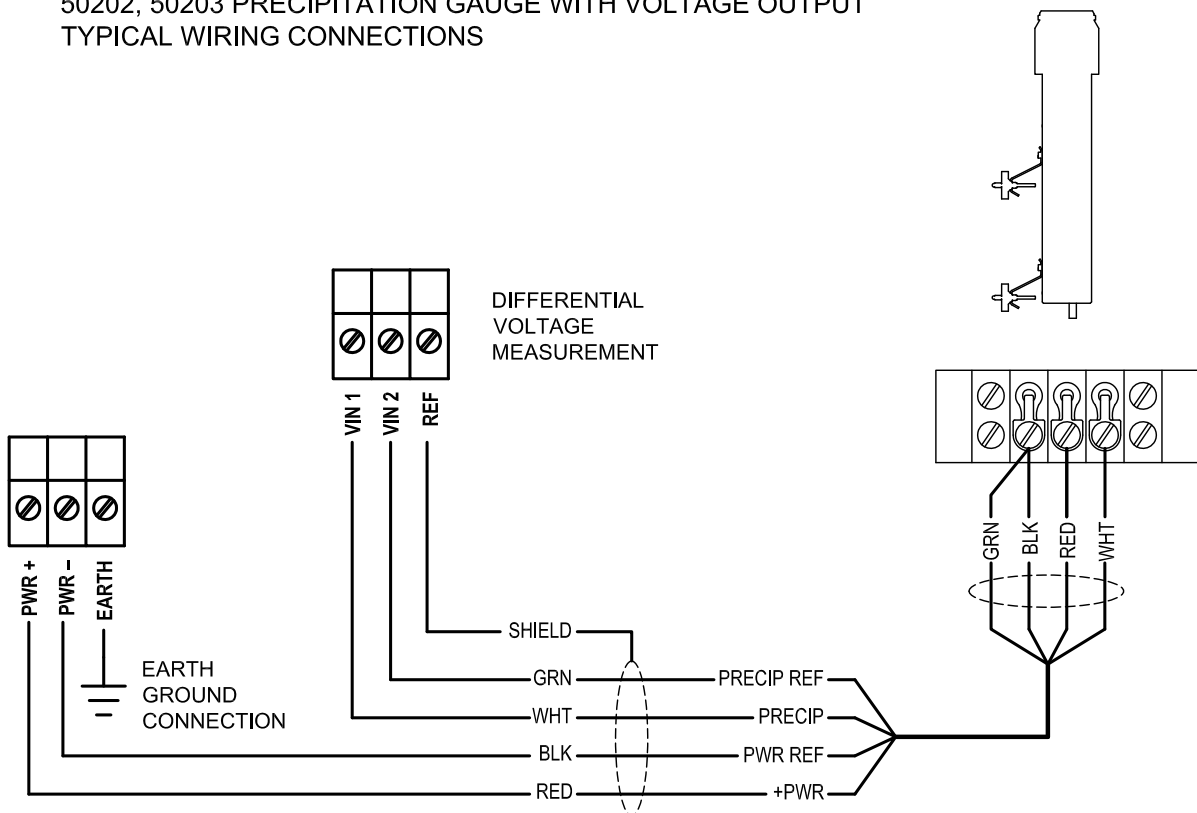 50202, 50203 PRECIPITATION GAUGE WITH VOLTAGE OUTPUT
TYPICAL WIRING CONNECTIONS
DIFFERENTIAL
VOLTAGE
MEASUREMENT
VIN 1
VIN 2
REF
PWR +
PWR –
EARTH
EARTH
GROUND
CONNECTION
GRN
BLK
RED
WHT
SHIELD
GRN PRECIP REF
WHT PRECIP
BLK PWR REF
RED +PWR